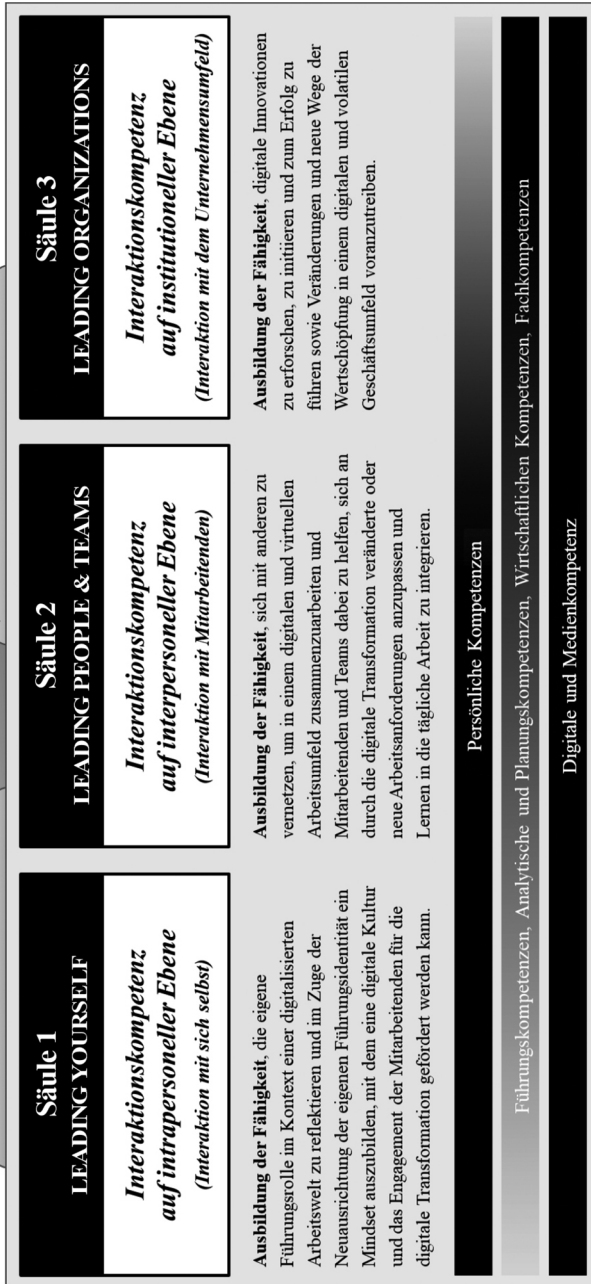 Säule 1
LEADING YOURSELF
Interaktionskompetenz
auf intrapersoneller Ebene
(Interaktion mit sich selbst)
Ausbildung der Fähigkeit, die eigene
Führungsrolle im Kontext einer digitalisierten
Arbeitswelt zu reflektieren und im Zuge der
Neuausrichtung der eigenen Führungsidentität ein
Mindset auszubilden, mit dem eine digitale Kultur
und das Engagement der Mitarbeitenden für die
digitale Transformation gefördert werden kann.
Säule 2
LEADING PEOPLE & TEAMS
Interaktionskompetenz
auf interpersoneller Ebene
(Interaktion mit Mitarbeitenden)
Ausbildung der Fähigkeit, sich mit anderen zu
vernetzen, um in einem digitalen und virtuellen
Arbeitsumfeld zusammenzuarbeiten und
Mitarbeitenden und Teams dabei zu helfen, sich an
durch die digitale Transformation veränderte oder
neue Arbeitsanforderungen anzupassen und
Lernen in die tägliche Arbeit zu integrieren.
Säule 3
LEADING ORGANIZATIONS
Interaktionskompetenz
auf institutioneller Ebene
(Interaktion mit dem Unternehmensumfeld)
Ausbildung der Fähigkeit, digitale Innovationen
zu erforschen, zu initiieren und zum Erfolg zu
führen sowie Veränderungen und neue Wege der
Wertschöpfung in einem digitalen und volatilen
Geschäftsumfeld voranzutreiben.
Persönliche Kompetenzen
Führungskompetenzen, Analytische und Planungskompetenzen, Wirtschaftlichen Kompetenzen, Fachkompetenzen
Digitale und Medienkompetenz